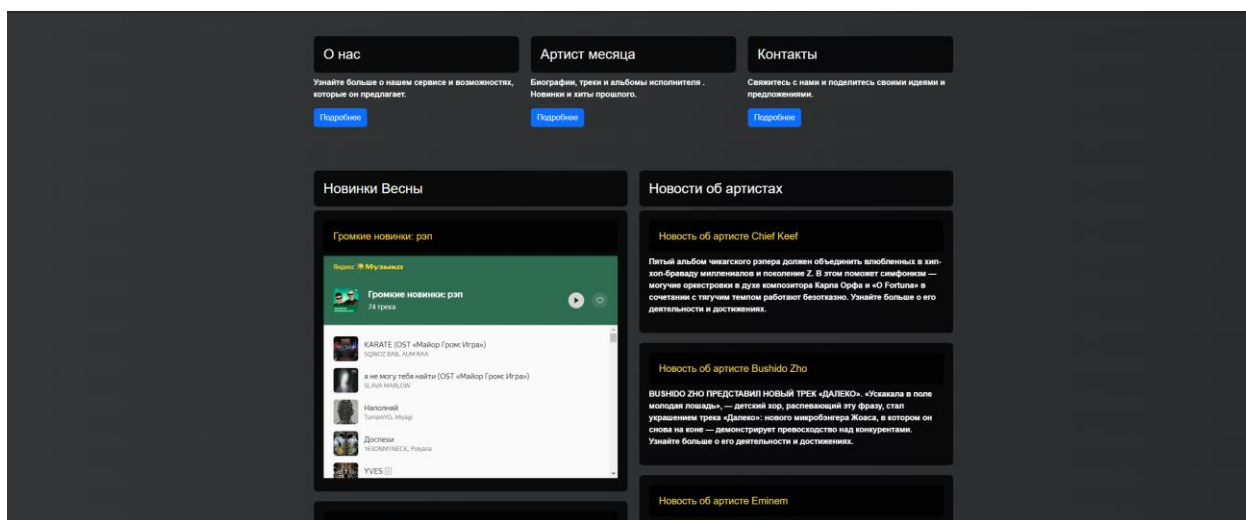 О нас
Узнайте больше о нашем сервисе и возможностях,
которые он предлагает.
Подробнее
Артист месяца
Биографии, треки и альбомы исполнителя .
Новинки и хиты прошлого.
Подробнее
Контакты
Свяжитесь с нами и поделитесь своими идеями и
предложениями.
Подробнее
Новинки Весны
Громкие новинки: рэп
Яндекс Музыка
Громкие новинки: рэп
74 трека
KARATE (OST «Майор Гром: Игра»)
SQWOZ BAB, ALMIRAA
я не могу тебя найти (OST «Майор Гром: Игра»)
SLAVA MARLOW
Наполняй
TumaniYO, Miyagi
Доспехи
163ONMYNECK, Polyana
YVES E
Новости об артистах
Новость об артисте Chief Keef
Пятый альбом чикагского рэпера должен объединить влюбленных в хип-
хоп-браваду миллениалов и поколение Z. В этом поможет симфонизм —
могучие оркестровки в духе композитора Карла Орфа и «O Fortuna» в
сочетании с тягучим темпом работают безотказно. Узнайте больше о его
деятельности и достижениях.
Новость об артисте Bushido Zho
BUSHIDO ZHO ПРЕДСТАВИЛ НОВЫЙ ТРЕК «ДАЛЕКО». «Ускакала в поле
молодая лошадь», — детский хор, распевающий эту фразу, стал
украшением трека «Далеко»: нового микробэнгера Жоаса, в котором он
снова на коне — демонстрирует превосходство над конкурентами.
Узнайте больше о его деятельности и достижениях.
Новость об артисте Eminem